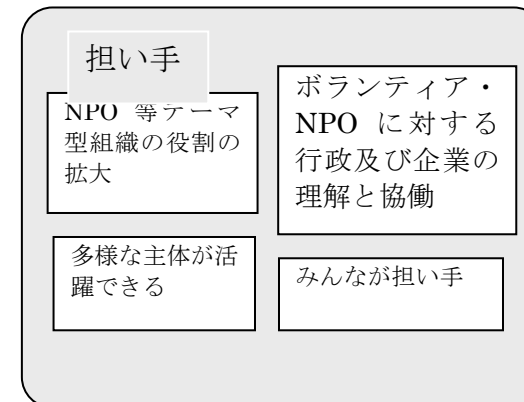 担い手
NPO 等テーマ
型組織の役割の
拡大
ボランティア・
NPO に対する
行政及び企業の
理解と協働
多様な主体が活
躍できる
みんなが担い手